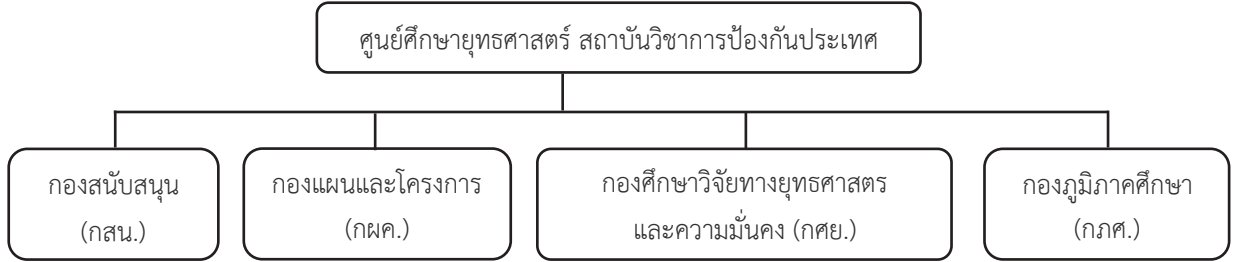 ศูนย์ศึกษายุทธศาสตร์ สถาบันวิชาการป้องกันประเทศ
กองสนับสนุน
(กสน.)
กองแผนและโครงการ
(กผค.)
กองศึกษาวิจัยทางยุทธศาสตร
และความมั่นคง (กศย.)
กองภูมิภาคศึกษา
(กภศ.)